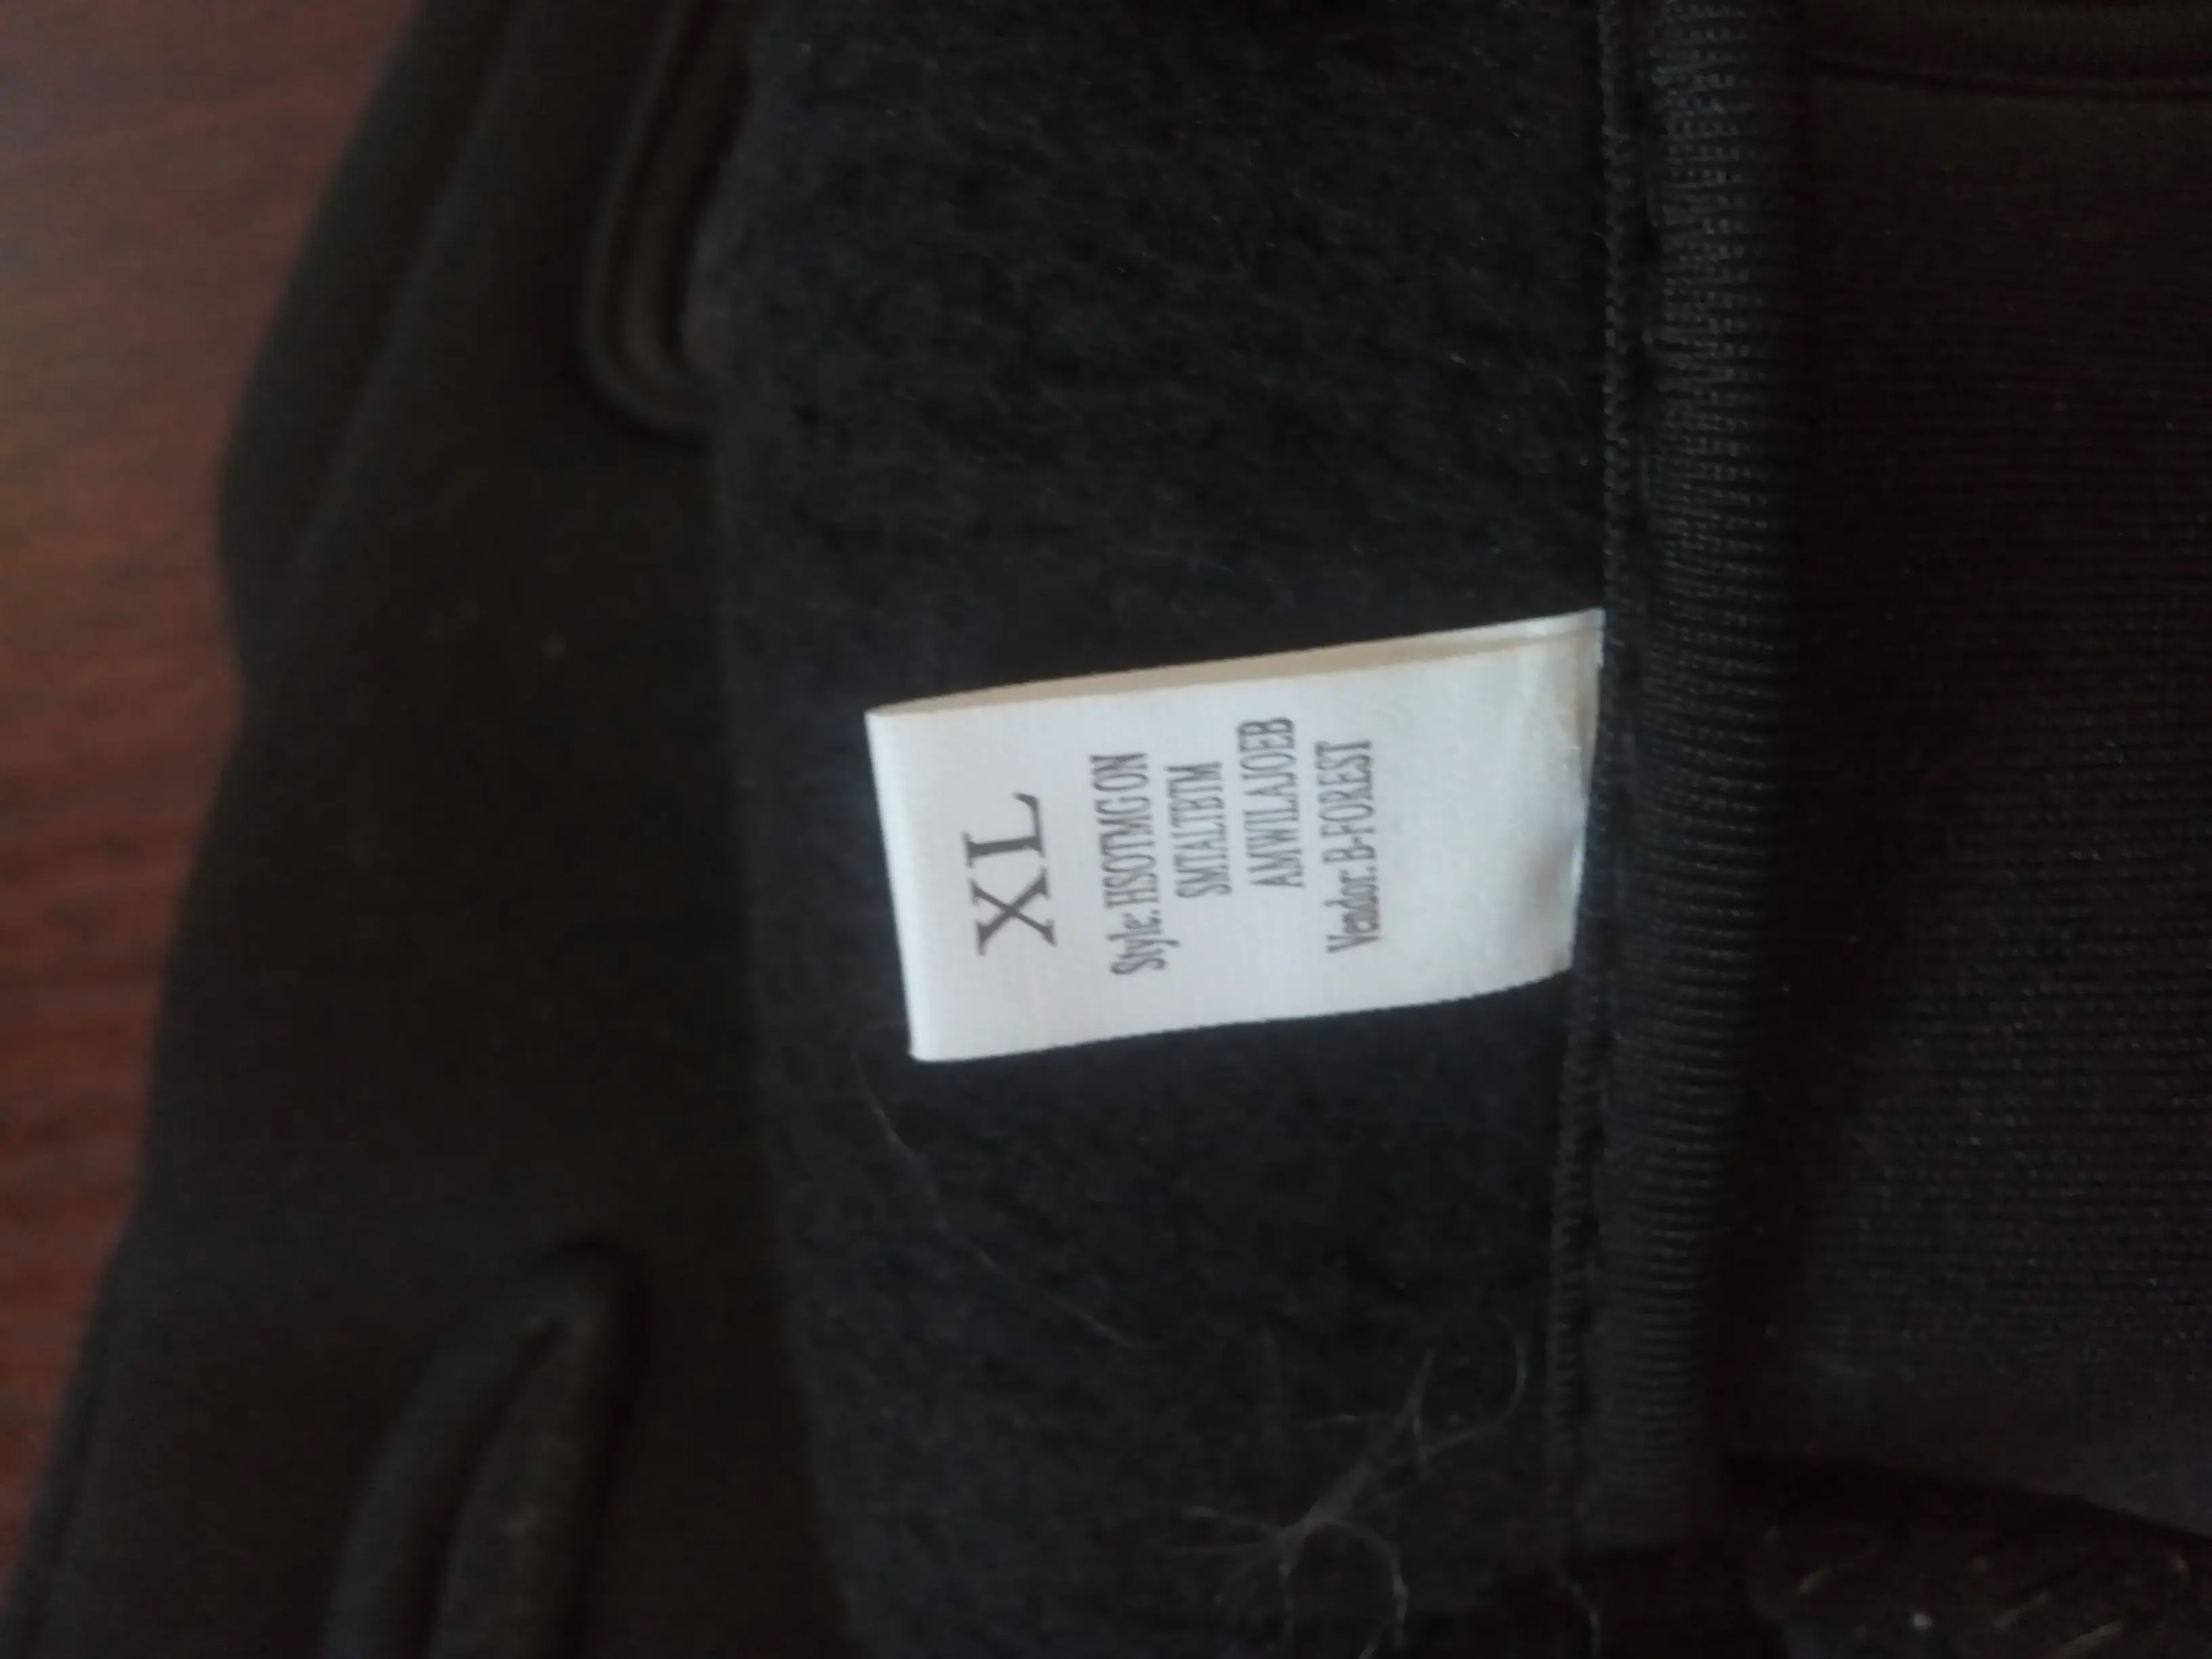 XL
Style: HSOTMGON
SMTALTBTM
AMWILAJOEB
Vendor: B-FOREST